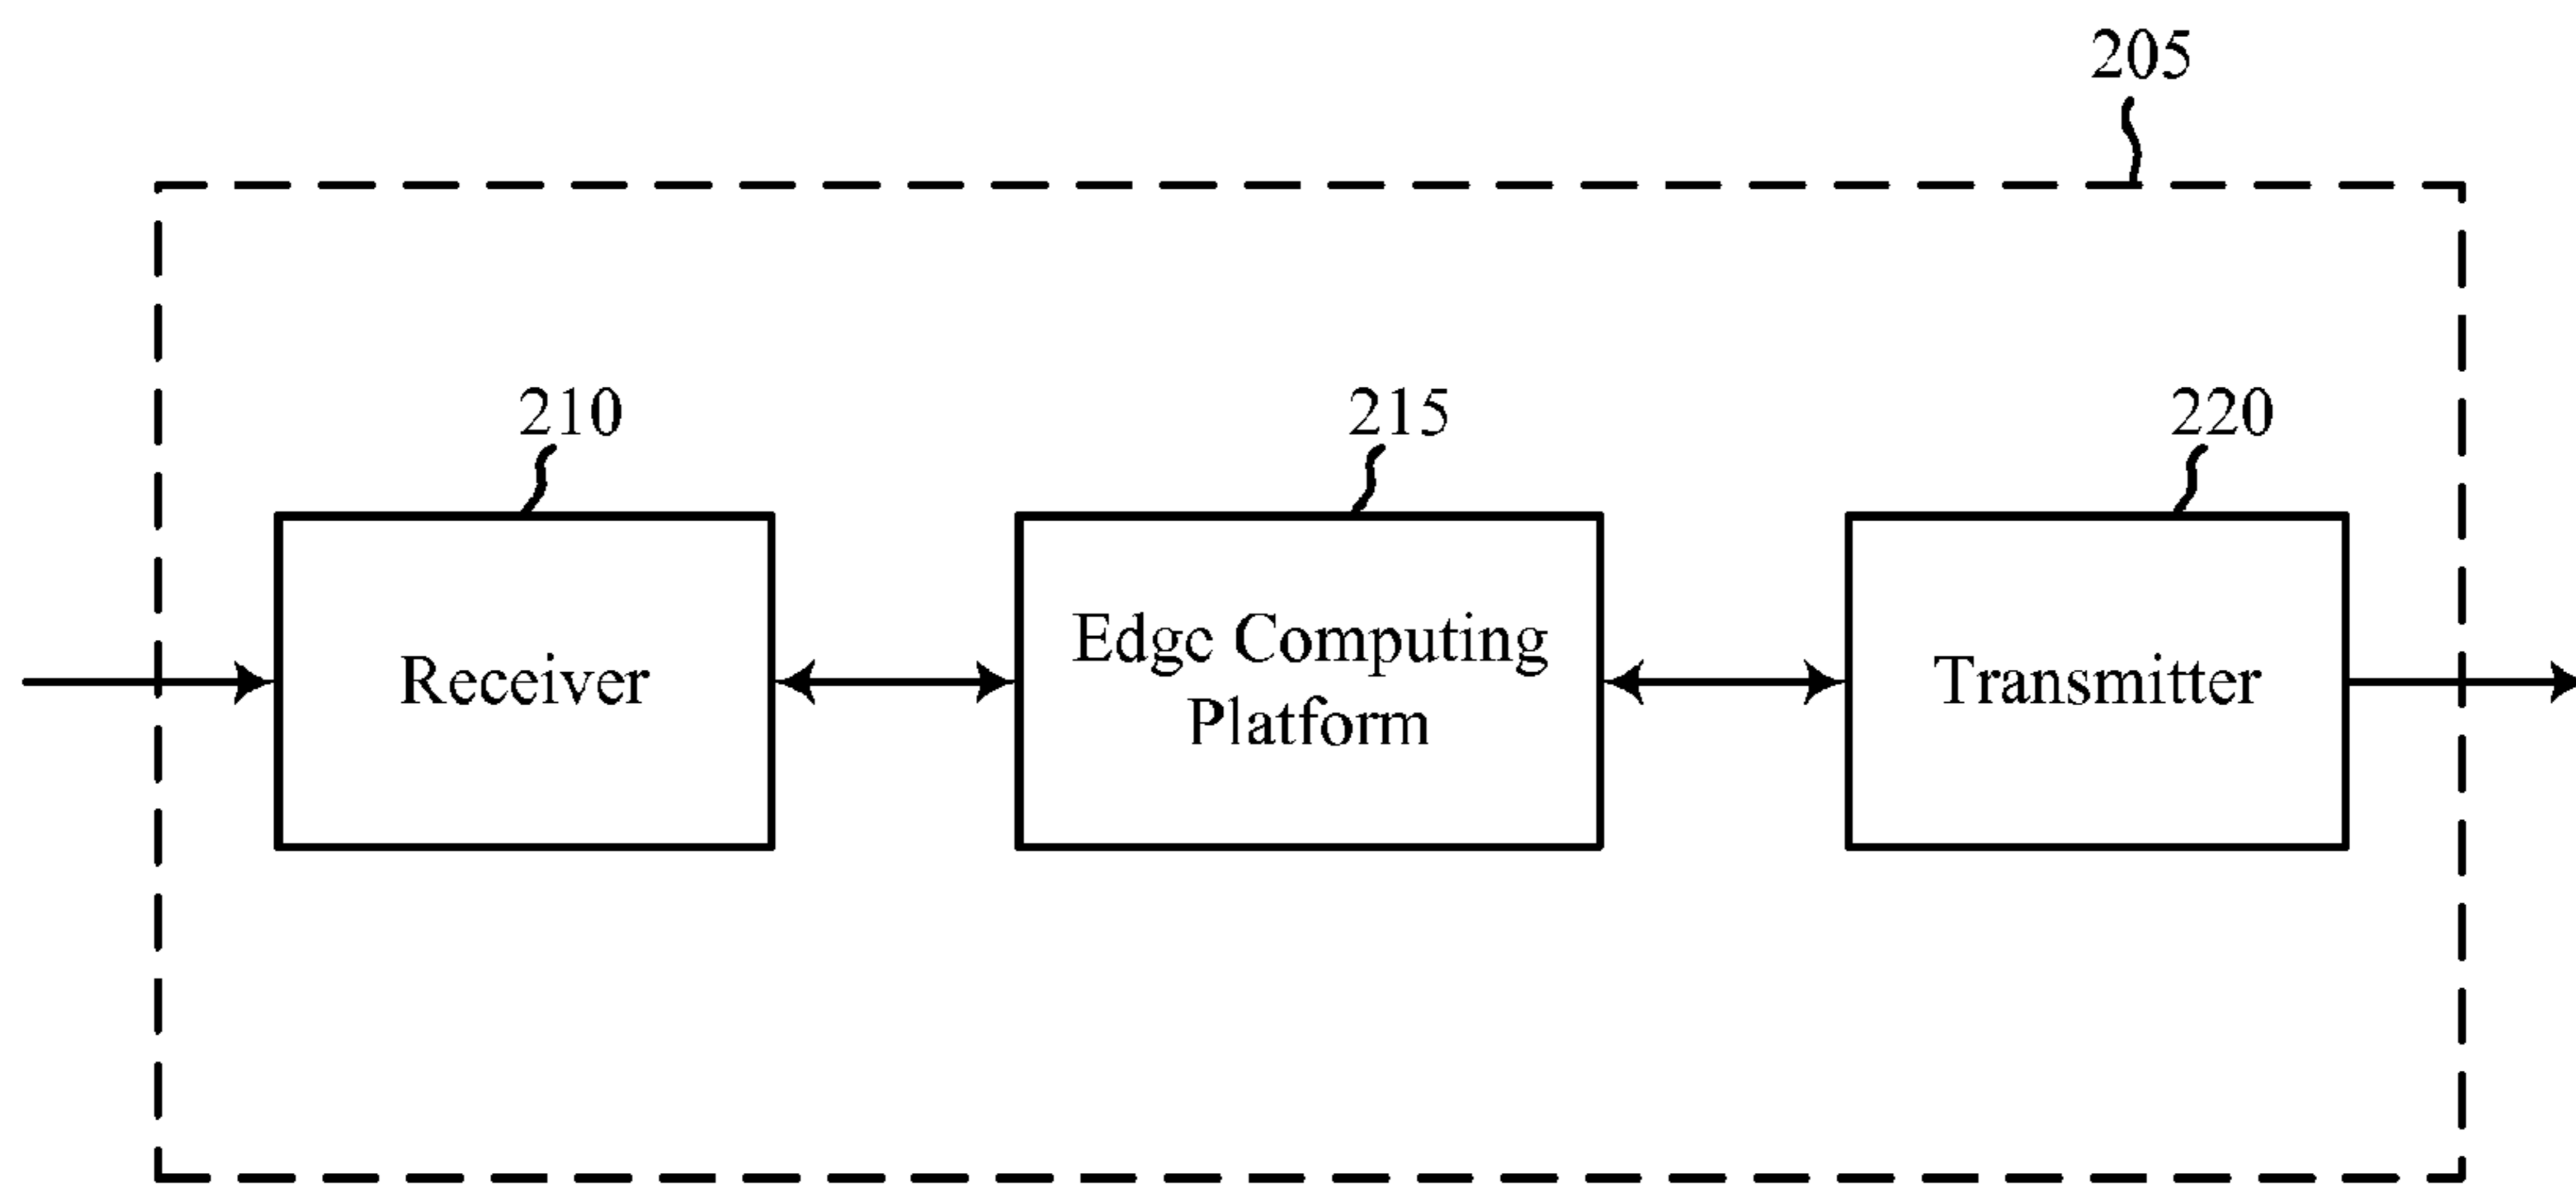 205
210
215
220
Receiver
Edge Computing
Platform
Transmitter